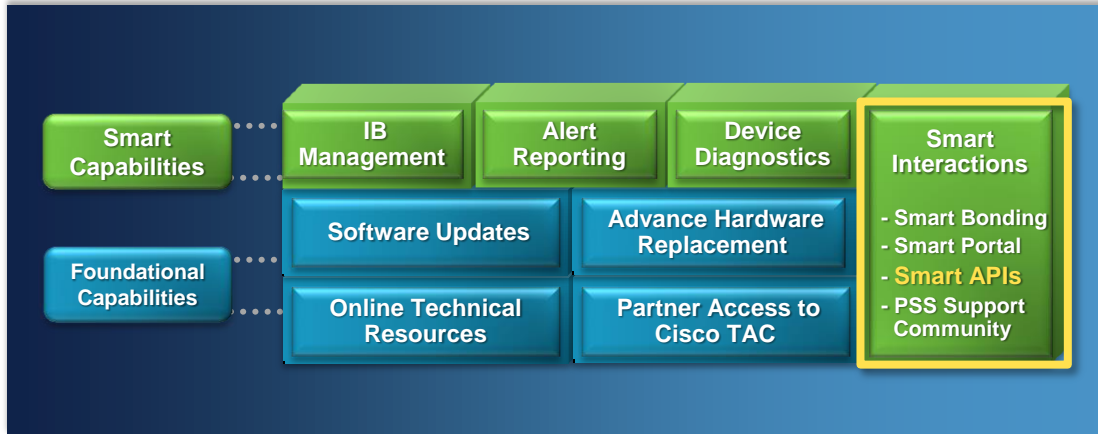 Smart
Capabilities
IB
Management
Alert
Reporting
Device
Diagnostics
Smart
Interactions
- Smart Bonding
- Smart Portal
- Smart APIs
- PSS Support
Community
Foundational
Capabilities
Software Updates
Advance Hardware
Replacement
Online Technical
Resources
Partner Access to
Cisco TAC